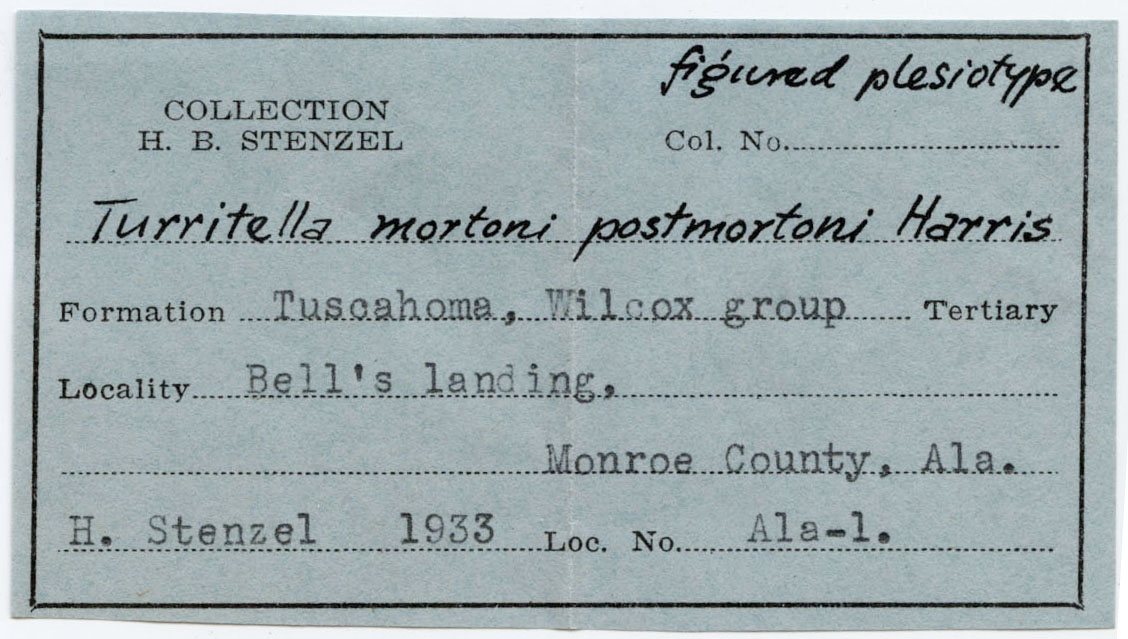 figured plesiotype
COLLECTION
H. B. STENZEL
Col. No.
Turritella mortoni postmortoni Harris
Formation Tuscahoma, Wilcox group Tertiary
Locality Bell's landing,
Monroe County, Ala.
H. Stenzel 1933 Loc. No. Ala-1.